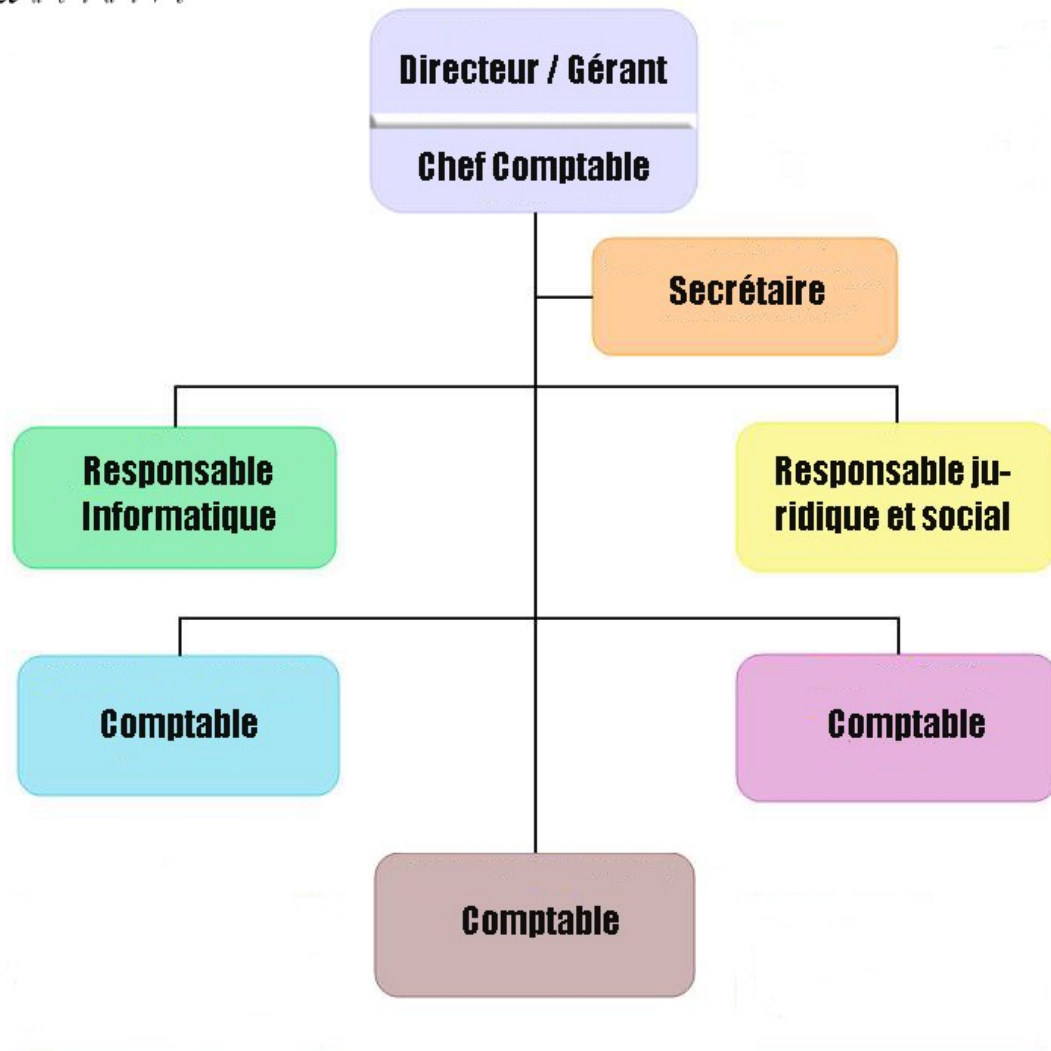 Directeur / Gérant
Chef Comptable
Secrétaire
Responsable
Informatique
Responsable ju-
ridique et social
Comptable
Comptable
Comptable